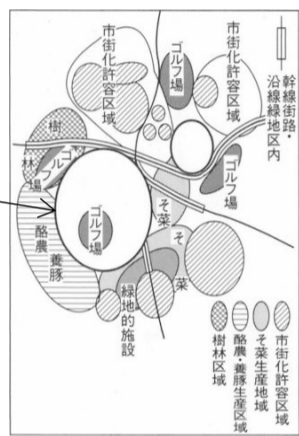 市街化許容区域
ゴルフ場
市街化許容区域
幹線街路・
沿線緑地区内
樹林
ゴルフ場
ゴルフ場
ゴルフ場
そ菜
そ菜
酪農
養豚
緑地的施設
市街化許容区域
そ菜生産地域
酪農・養豚生産区域
樹林区域